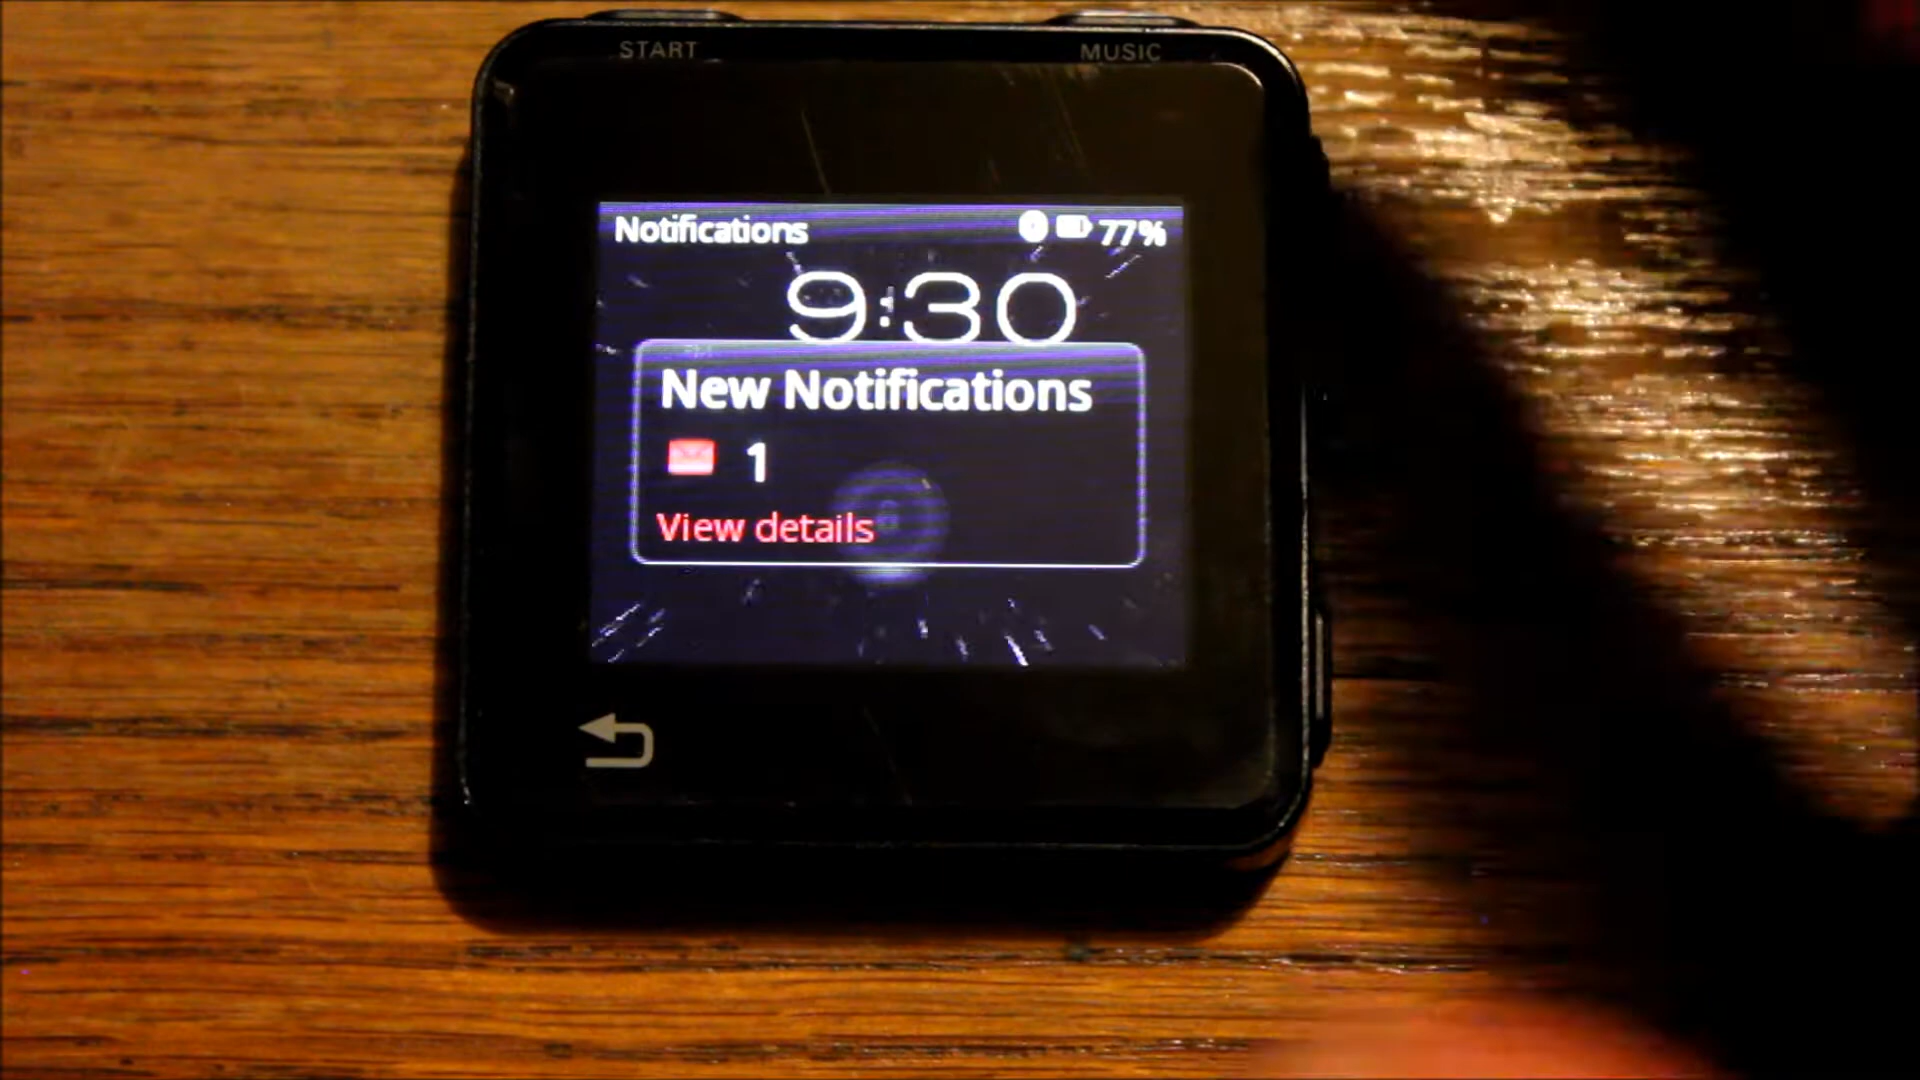 START MUSIC
Notifications 77%
9:30
New Notifications
1
View details